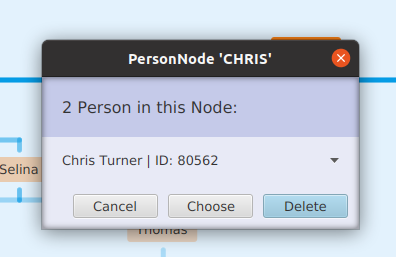 PersonNode 'CHRIS'
2 Person in this Node:
Chris Turner | ID: 80562
Selina
Cancel
Choose
Delete
Thomas